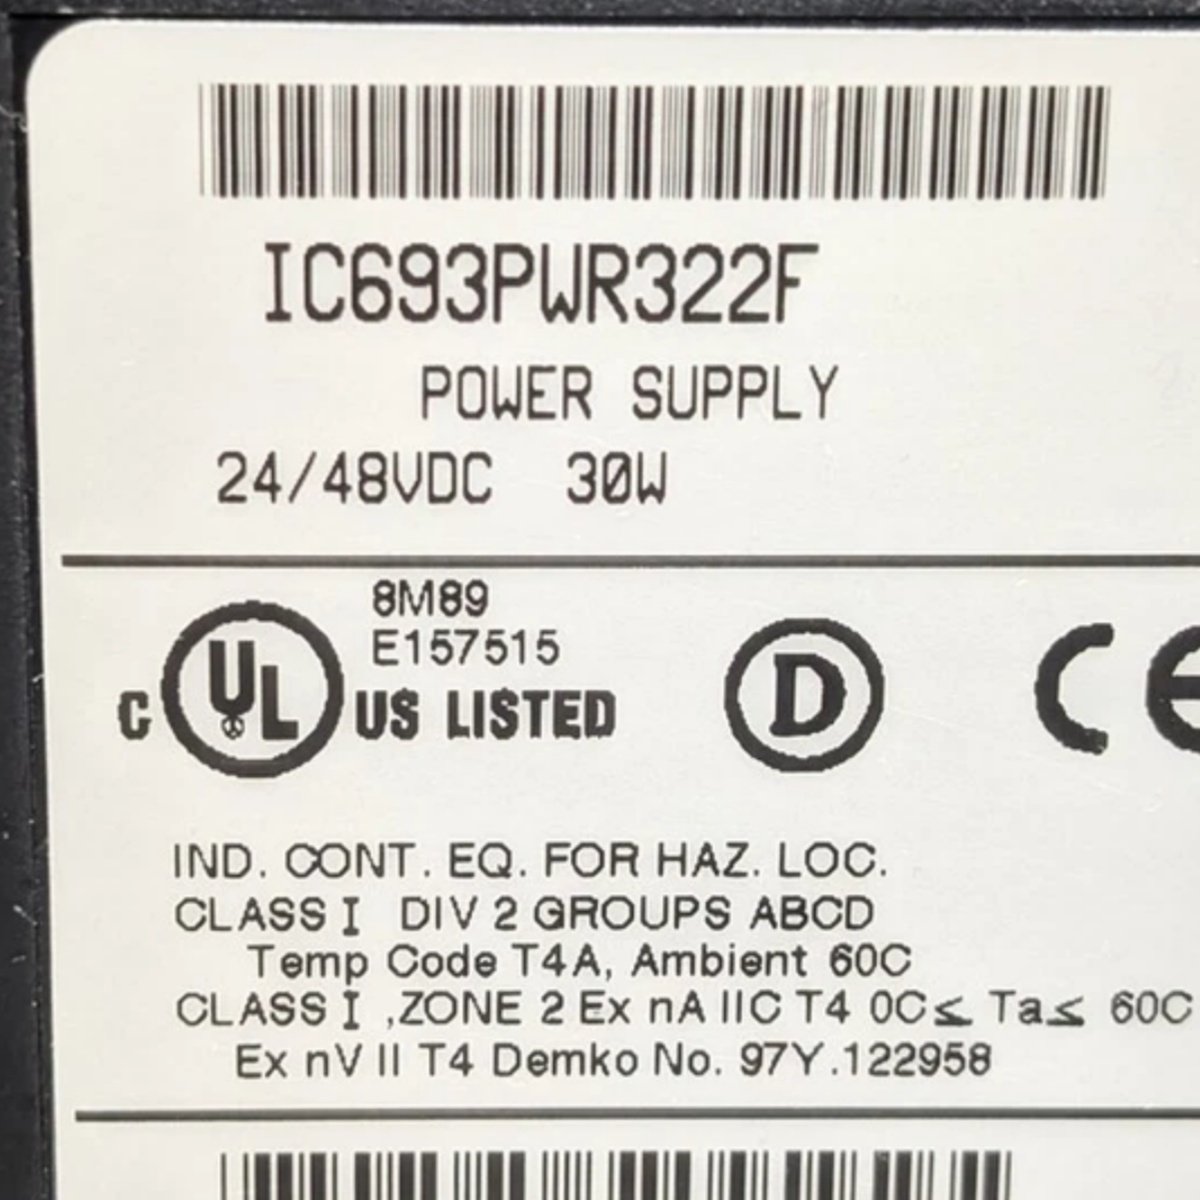 IC693PWR322F
POWER SUPPLY
24/48VDC 30W
8M89
E157515
C UL US LISTED
D
CE
IND. CONT. EQ. FOR HAZ. LOC.
CLASS I DIV 2 GROUPS ABCD
Temp Code T4A, Ambient 60C
CLASS I ,ZONE 2 Ex nA IIC T4 0C≤ Ta≤ 60C
Ex nV II T4 Demko No. 97Y.122958